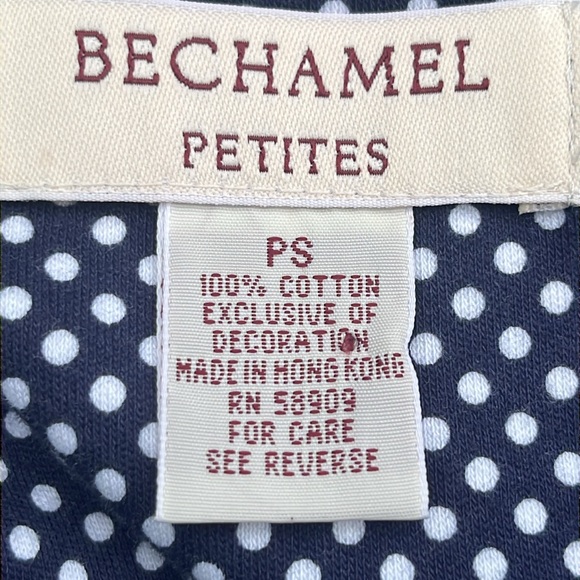 BECHAMEL
PETITES
PS
100% COTTON
EXCLUSIVE OF
DECORATION
MADE IN HONG KONG
RN 58909
FOR CARE
SEE REVERSE